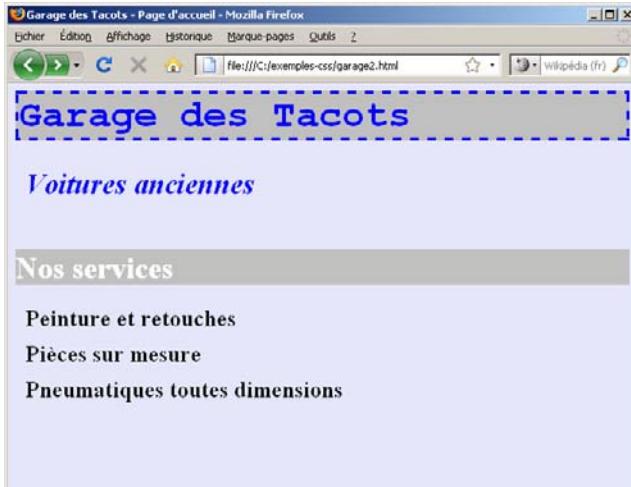 Garage des Tacots - Page d'accueil - Mozilla Firefox
Fichier Édition Affichage Historique Marque-pages Outils ?
file:///C:/exemples-css/garage2.html Wikipédia (fr)
Garage des Tacots
Voitures anciennes
Nos services
Peinture et retouches
Pièces sur mesure
Pneumatiques toutes dimensions